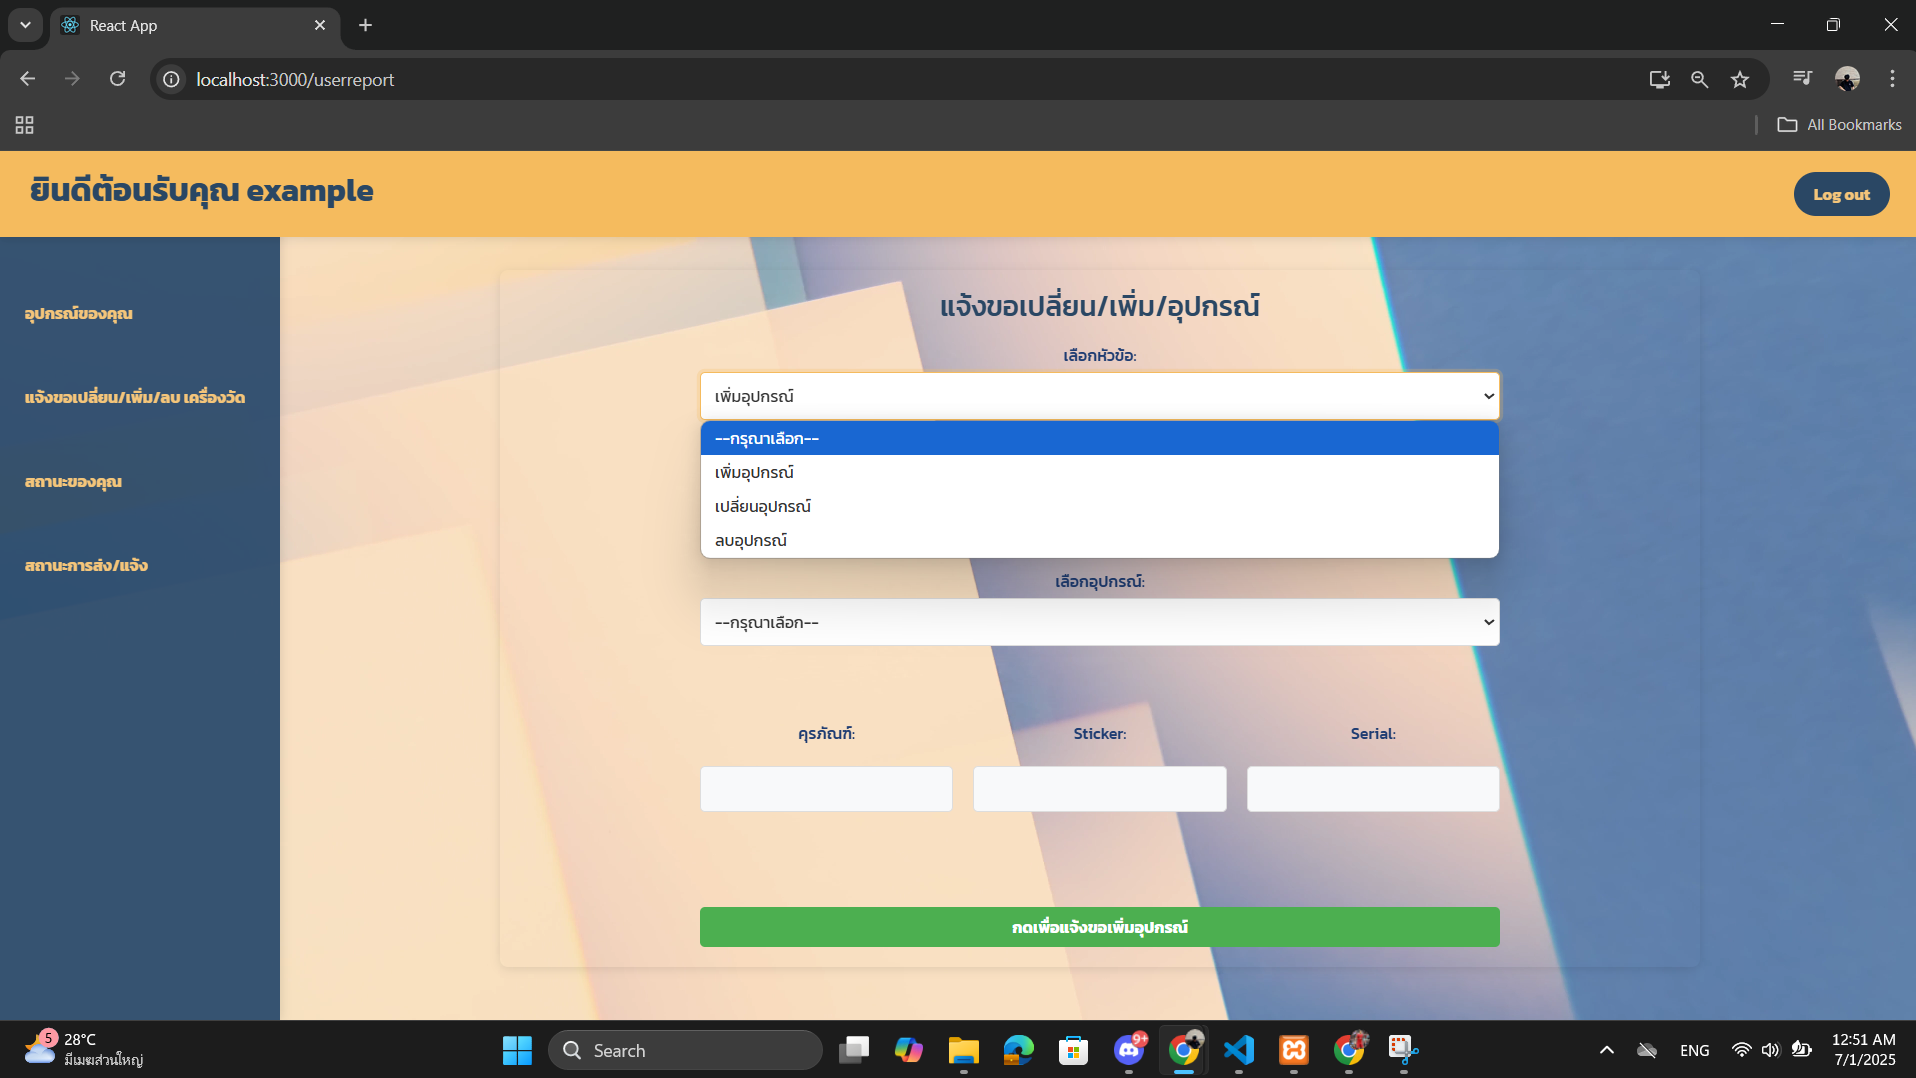 React App
localhost:3000/userreport
All Bookmarks
ยินดีต้อนรับคุณ example
Log out
อุปกรณ์ของคุณ
แจ้งขอเปลี่ยน/เพิ่ม/ลบ เครื่องวัด
สถานะของคุณ
สถานะการส่ง/แจ้ง
แจ้งขอเปลี่ยน/เพิ่ม/อุปกรณ์
เลือกหัวข้อ:
เพิ่มอุปกรณ์
--กรุณาเลือก--
เพิ่มอุปกรณ์
เปลี่ยนอุปกรณ์
ลบอุปกรณ์
เลือกอุปกรณ์:
--กรุณาเลือก--
คุรภัณฑ์: Sticker: Serial:
กดเพื่อแจ้งขอเพิ่มอุปกรณ์
5
28°C
มีเมฆส่วนใหญ่
Search
9+
ENG
12:51 AM
7/1/2025